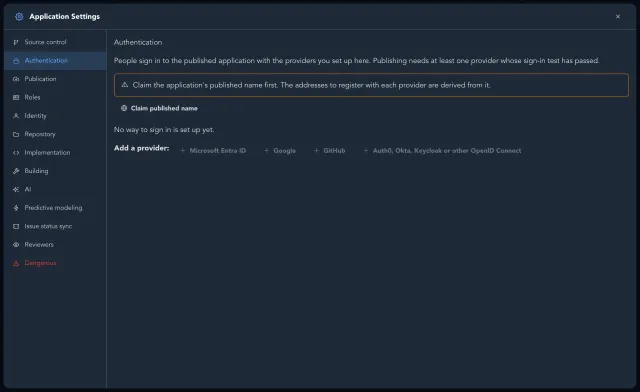 Application Settings
Source control
Authentication
Publication
Roles
Identity
Repository
Implementation
Building
AI
Predictive modeling
Issue status sync
Reviewers
Dangerous
Authentication
People sign in to the published application with the providers you set up here. Publishing needs at least one provider whose sign-in test has passed.
Claim the application's published name first. The addresses to register with each provider are derived from it.
Claim published name
No way to sign in is set up yet.
Add a provider: + Microsoft Entra ID + Google + GitHub + Auth0, Okta, Keycloak or other OpenID Connect